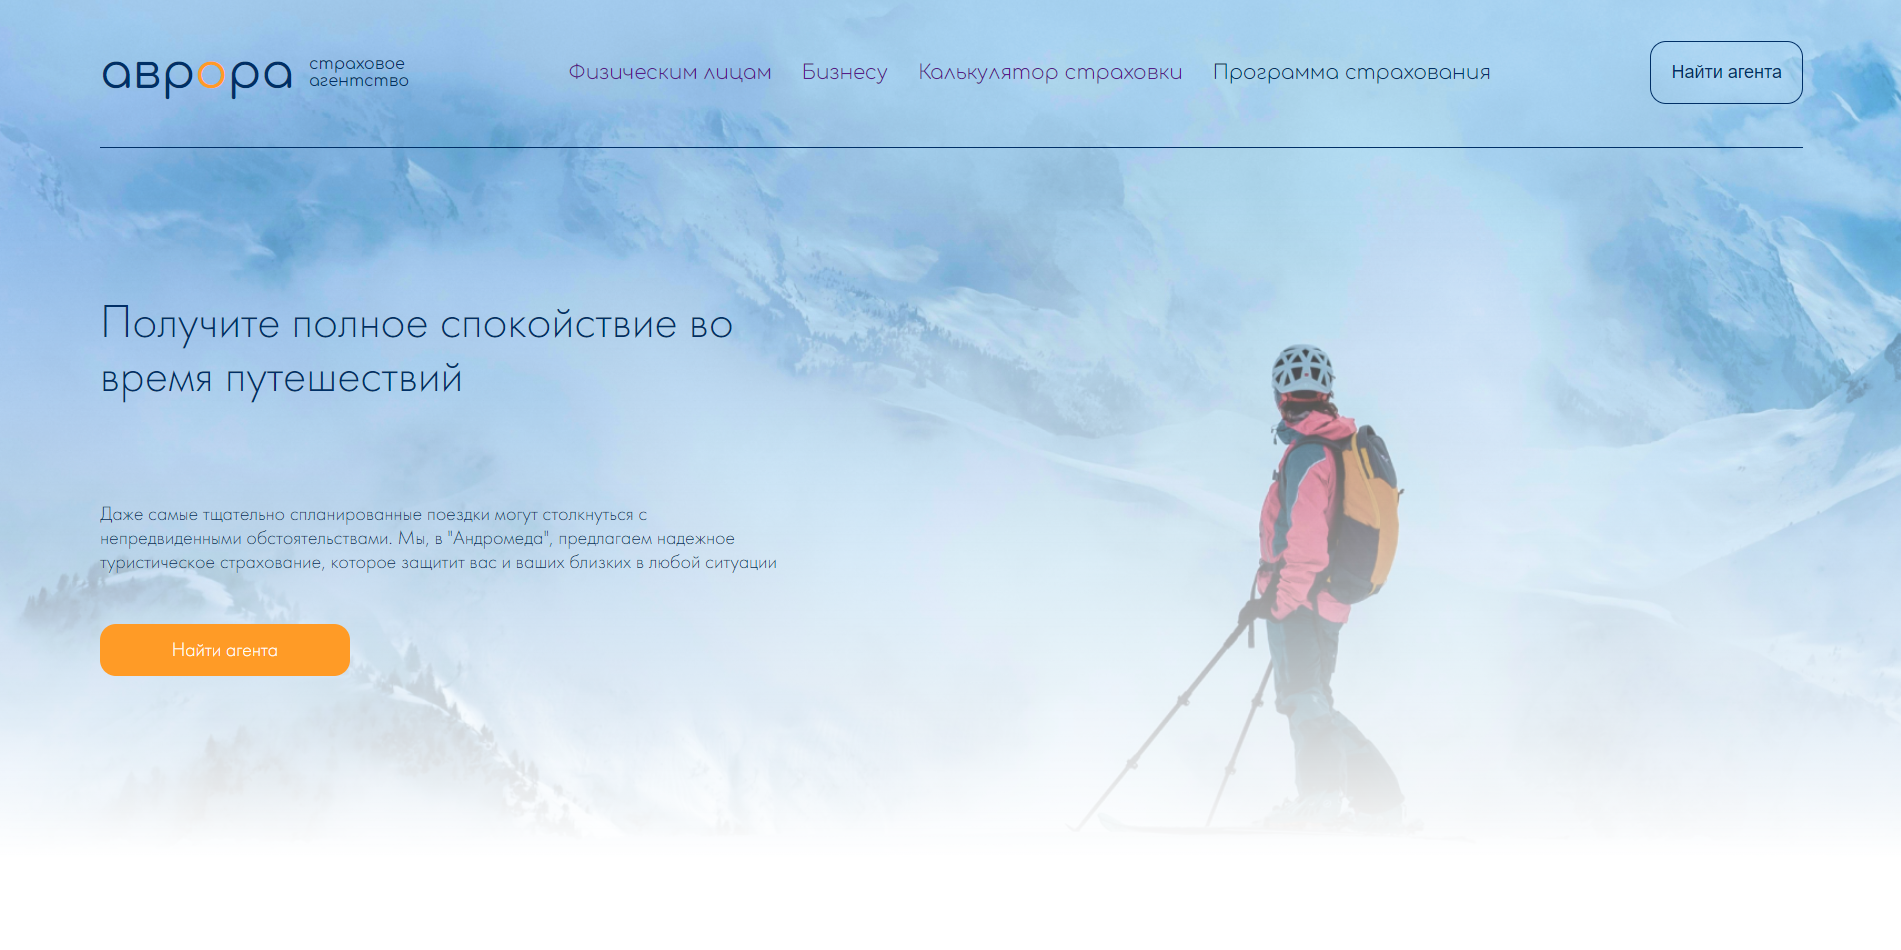 аврора
страховое
агентство
Физическим лицам
Бизнесу
Калькулятор страховки
Программа страхования
Найти агента
Получите полное спокойствие во
время путешествий
Даже самые тщательно спланированные поездки могут столкнуться с
непредвиденными обстоятельствами. Мы, в "Андромеда", предлагаем надежное
туристическое страхование, которое защитит вас и ваших близких в любой ситуации
Найти агента